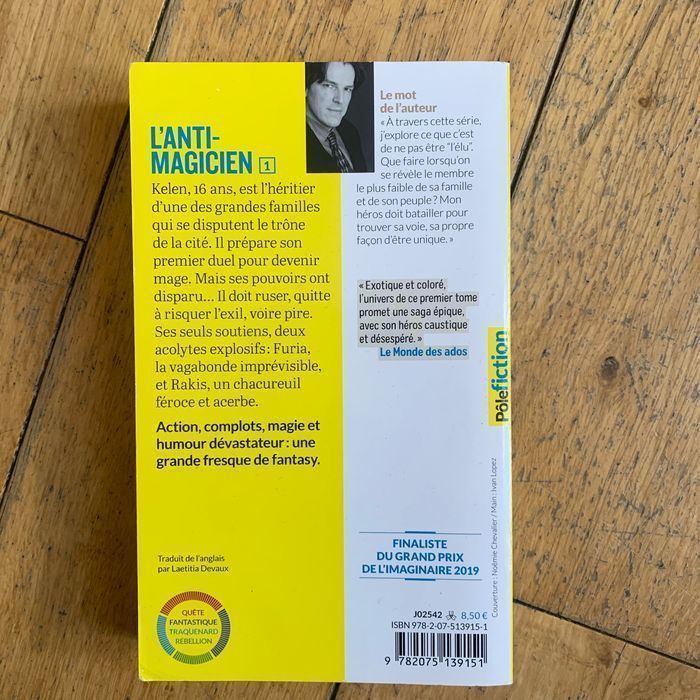 L'ANTI-
MAGICIEN 1
Kelen, 16 ans, est l'héritier
d'une des grandes familles
qui se disputent le trône
de la cité. Il prépare son
premier duel pour devenir
mage. Mais ses pouvoirs ont
disparu... Il doit ruser, quitte
à risquer l'exil, voire pire.
Ses seuls soutiens, deux
acolytes explosifs : Furia,
la vagabonde imprévisible,
et Rakis, un chacureuil
féroce et acerbe.
Action, complots, magie et
humour dévastateur : une
grande fresque de fantasy.
Traduit de l'anglais
par Laetitia Devaux
QUÊTE
FANTASTIQUE
TRAQUENARD
REBELLION
Le mot
de l'auteur
« À travers cette série,
j'explore ce que c'est
de ne pas être "l'élu".
Que faire lorsqu'on
se révèle le membre
le plus faible de sa famille
et de son peuple ? Mon
héros doit batailler pour
trouver sa voie, sa propre
façon d'être unique. »
« Exotique et coloré,
l'univers de ce premier tome
promet une saga épique,
avec son héros caustique
et désespéré. »
Le Monde des ados
FINALISTE
DU GRAND PRIX
DE L'IMAGINAIRE 2019
J02542 8,50 €
ISBN 978-2-07-513915-1
9 782075 139151
Pôle fiction
Couverture : Noëmie Chevalier / Main : Ivan Lopez